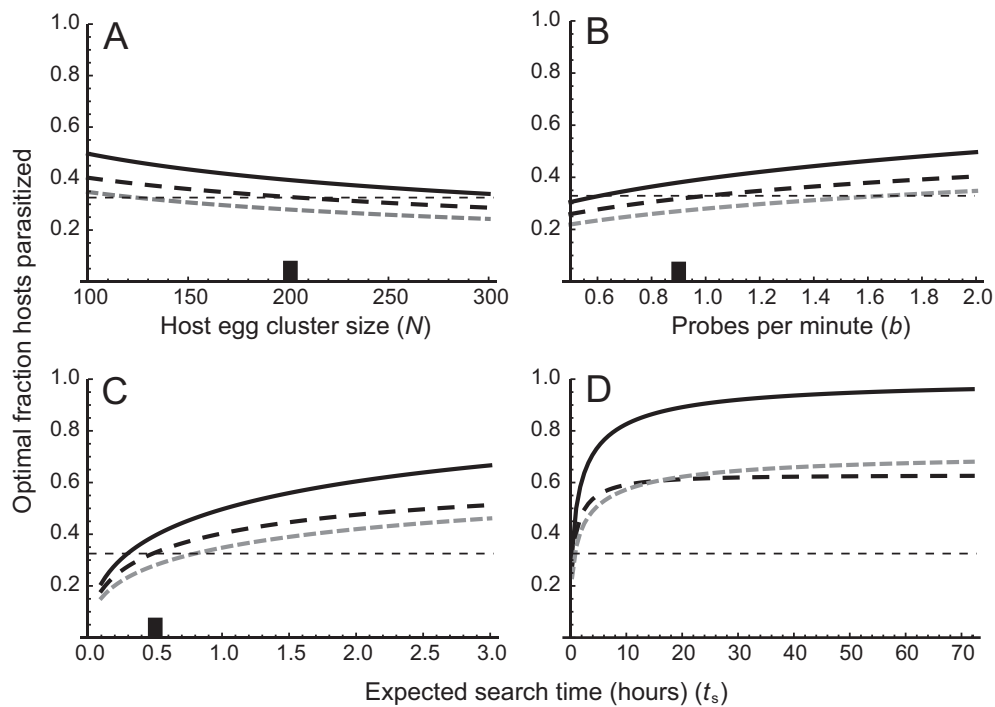 Optimal fraction hosts parasitized
A
1.0
0.8
0.6
0.4
0.2
100 150 200 250 300
Host egg cluster size (N)
B
1.0
0.8
0.6
0.4
0.2
0.6 0.8 1.0 1.2 1.4 1.6 1.8 2.0
Probes per minute (b)
C
1.0
0.8
0.6
0.4
0.2
0.0 0.5 1.0 1.5 2.0 2.5 3.0
D
1.0
0.8
0.6
0.4
0.2
0 10 20 30 40 50 60 70
Expected search time (hours) (ts)